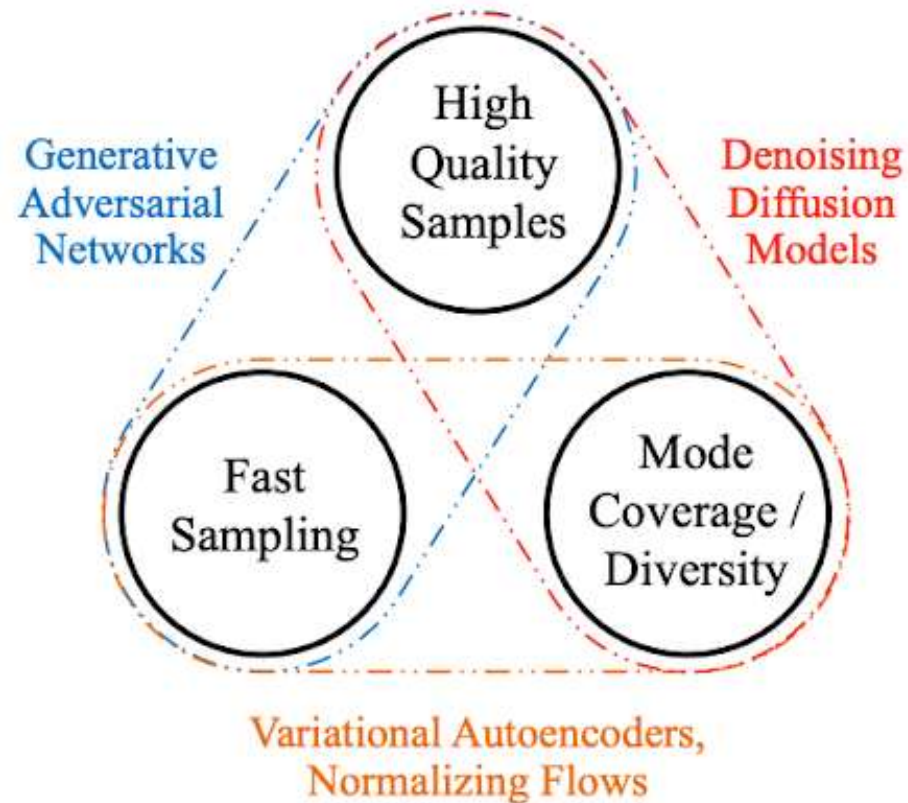 High
Quality
Samples
Generative
Adversarial
Networks
Denoising
Diffusion
Models
Fast
Sampling
Mode
Coverage /
Diversity
Variational Autoencoders,
Normalizing Flows